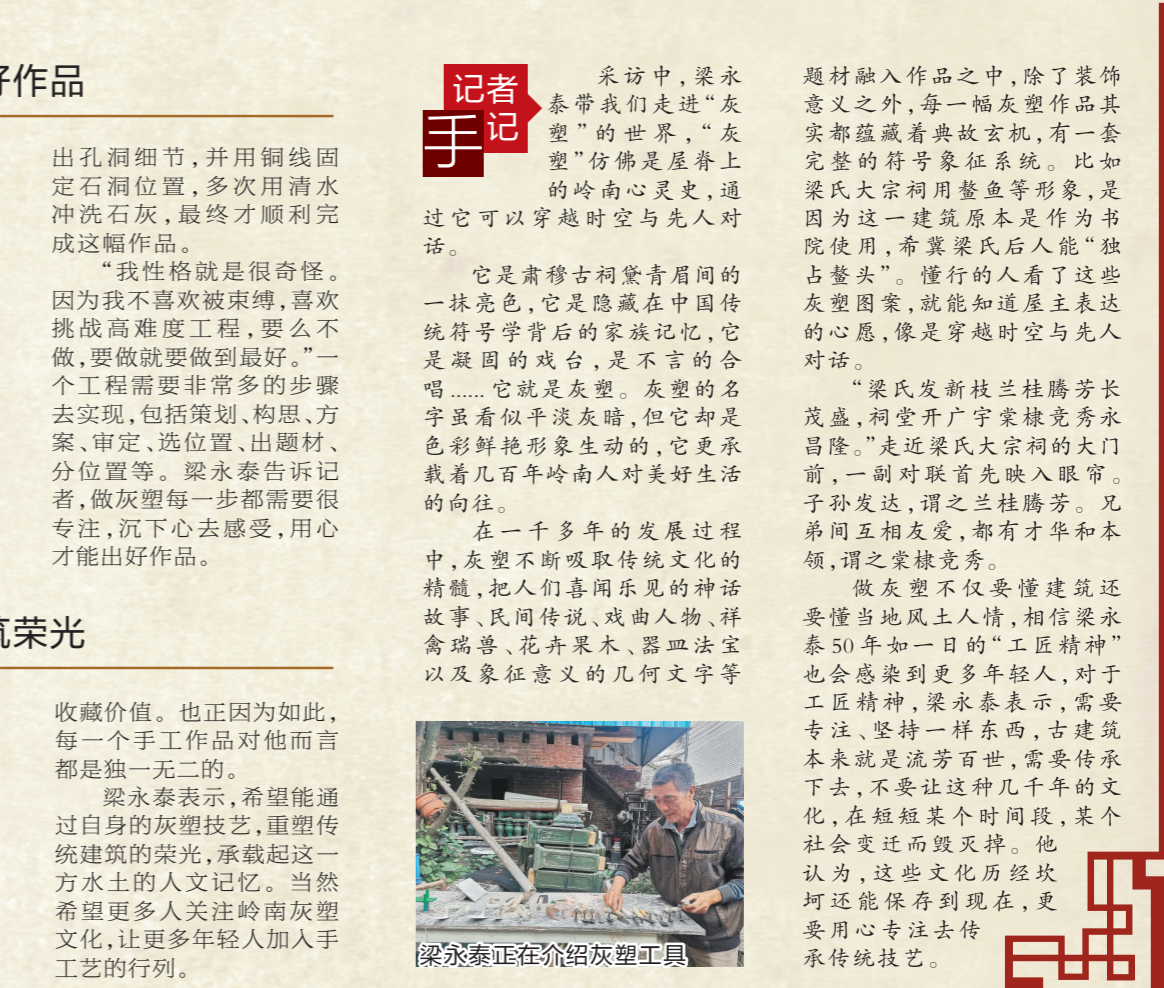 好作品
出孔洞细节，并用铜线固
定石洞位置，多次用清水
冲洗石灰，最终才顺利完
成这幅作品。
“我性格就是很奇怪。
因为我不喜欢被束缚，喜欢
挑战高难度工程，要么不
做，要做就要做到最好。”一
个工程需要非常多的步骤
去实现，包括策划、构思、方
案、审定、选位置、出题材、
分位置等。梁永泰告诉记
者，做灰塑每一步都需要很
专注，沉下心去感受，用心
才能出好作品。
筑荣光
收藏价值。也正因为如此，
每一个手工作品对他而言
都是独一无二的。
梁永泰表示，希望能通
过自身的灰塑技艺，重塑传
统建筑的荣光，承载起这一
方水土的人文记忆。当然
希望更多人关注岭南灰塑
文化，让更多年轻人加入手
工艺的行列。
记者
手记
采访中，梁永
泰带我们走进“灰
塑”的世界，“灰
塑”仿佛是屋脊上
的岭南心灵史，通
过它可以穿越时空与先人对
话。
它是肃穆古祠黛青眉间的
一抹亮色，它是隐藏在中国传
统符号学背后的家族记忆，它
是凝固的戏台，是不言的合
唱……它就是灰塑。灰塑的名
字虽看似平淡灰暗，但它却是
色彩鲜艳形象生动的，它更承
载着几百年岭南人对美好生活
的向往。
在一千多年的发展过程
中，灰塑不断吸取传统文化的
精髓，把人们喜闻乐见的神话
故事、民间传说、戏曲人物、祥
禽瑞兽、花卉果木、器皿法宝
以及象征意义的几何文字等
梁永泰正在介绍灰塑工具
题材融入作品之中，除了装饰
意义之外，每一幅灰塑作品其
实都蕴藏着典故玄机，有一套
完整的符号象征系统。比如
梁氏大宗祠用鳌鱼等形象，是
因为这一建筑原本是作为书
院使用，希冀梁氏后人能“独
占鳌头”。懂行的人看了这些
灰塑图案，就能知道屋主表达
的心愿，像是穿越时空与先人
对话。
“梁氏发新枝兰桂腾芳长
茂盛，祠堂开广宇棠棣竞秀永
昌隆。”走近梁氏大宗祠的大门
前，一副对联首先映入眼帘。
子孙发达，谓之兰桂腾芳。兄
弟间互相友爱，都有才华和本
领，谓之棠棣竞秀。
做灰塑不仅要懂建筑还
要懂当地风土人情，相信梁永
泰50年如一日的“工匠精神”
也会感染到更多年轻人，对于
工匠精神，梁永泰表示，需要
专注、坚持一样东西，古建筑
本来就是流芳百世，需要传承
下去，不要让这种几千年的文
化，在短短某个时间段，某个
社会变迁而毁灭掉。他
认为，这些文化历经坎
坷还能保存到现在，更
要用心专注去传
承传统技艺。